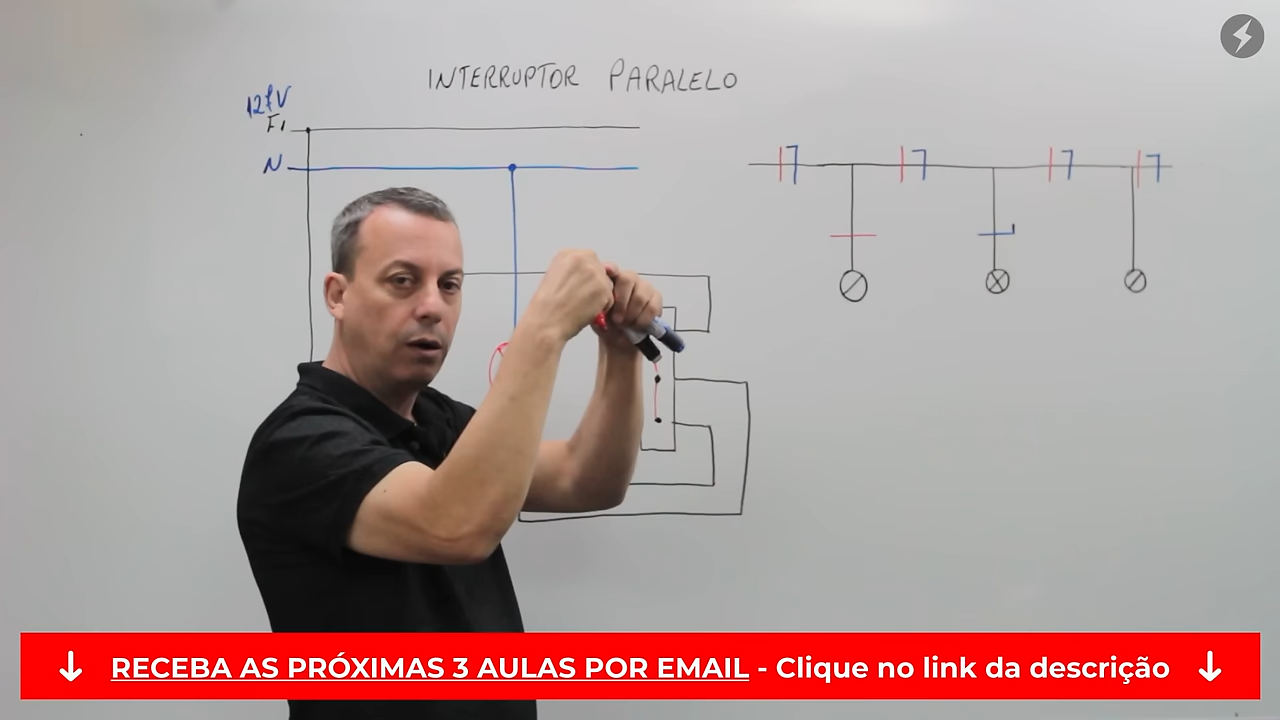 INTERRUPTOR PARALELO
127V
F1
N
↓ RECEBA AS PRÓXIMAS 3 AULAS POR EMAIL - Clique no link da descrição ↓